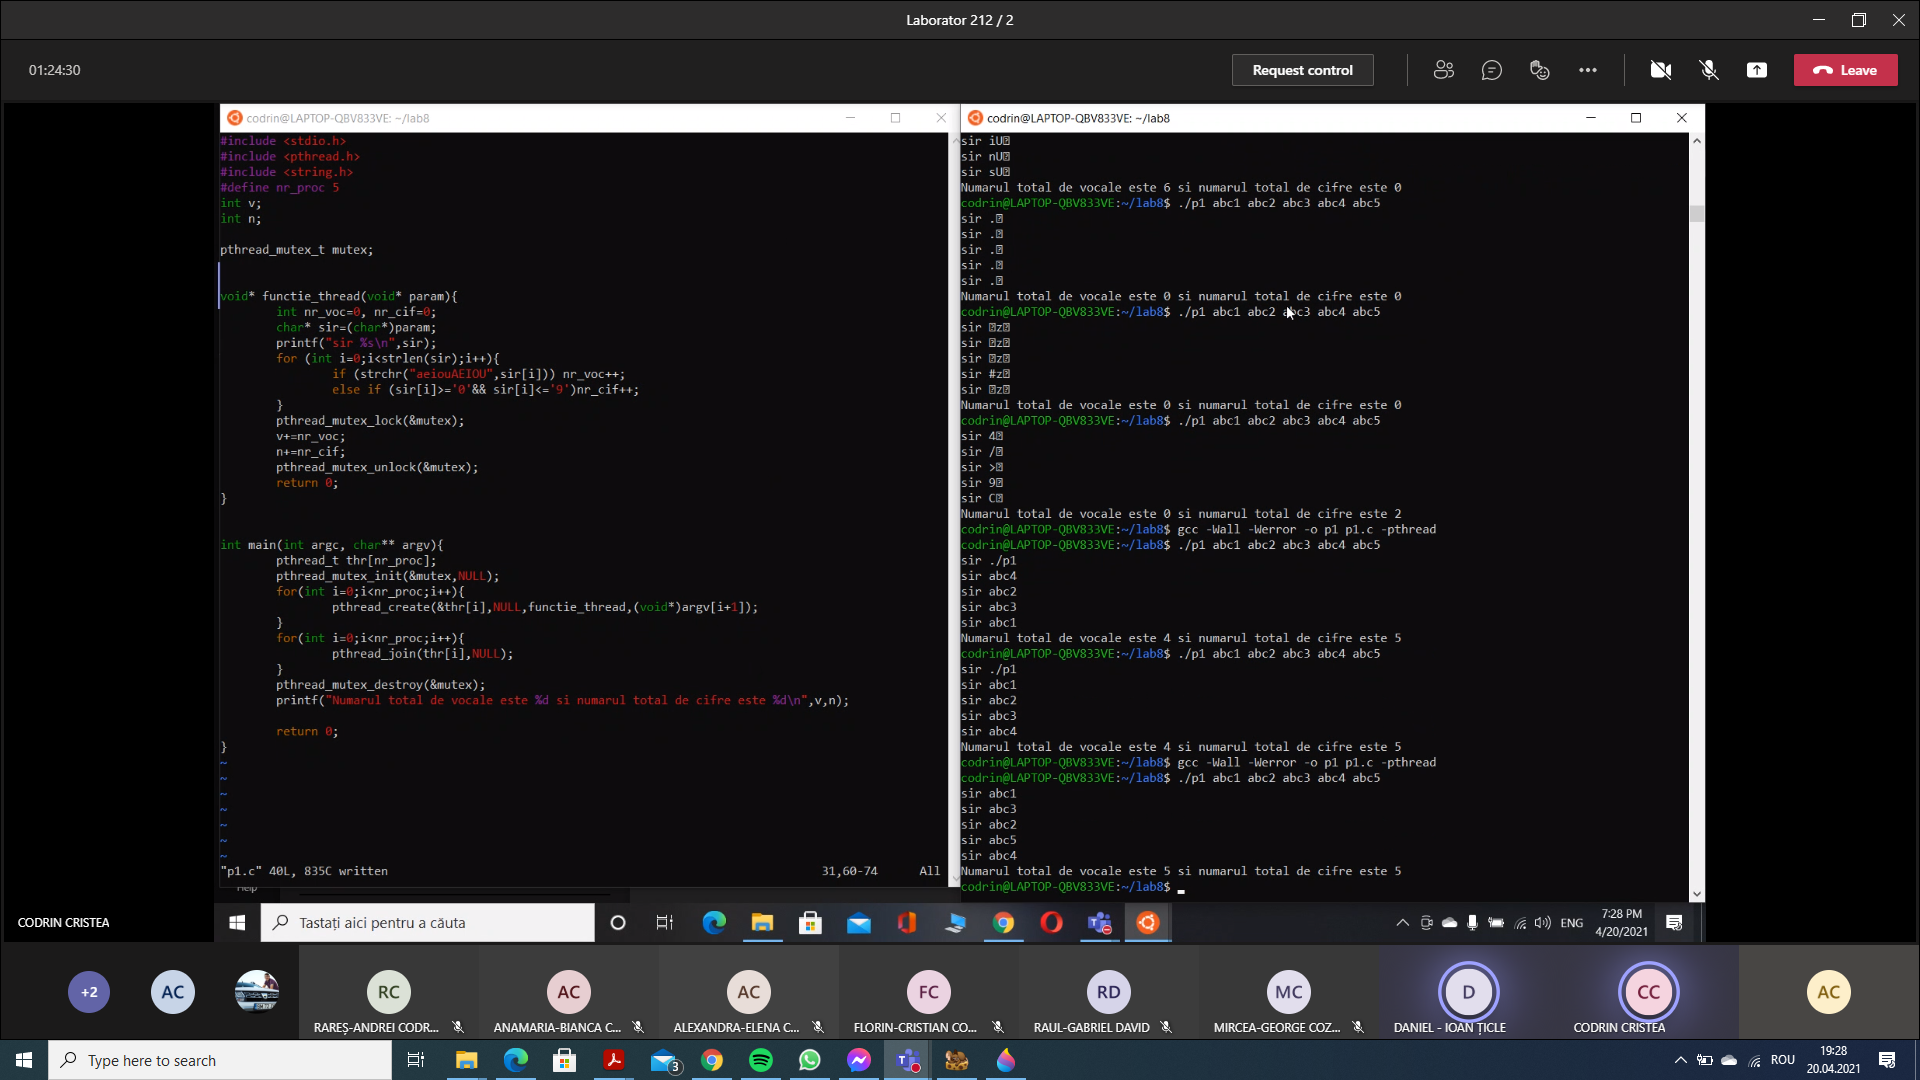 Laborator 212 / 2
01:24:30
Request control
Leave
codrin@LAPTOP-QBV833VE: ~/lab8
#include <stdio.h>
#include <pthread.h>
#include <string.h>
#define nr_proc 5
int v;
int n;
pthread_mutex_t mutex;
void* functie_thread(void* param){
int nr_voc=0, nr_cif=0;
char* sir=(char*)param;
printf("sir %s\n",sir);
for (int i=0;i<strlen(sir);i++){
if (strchr("aeiouAEIOU",sir[i])) nr_voc++;
else if (sir[i]>='0'&& sir[i]<='9')nr_cif++;
}
pthread_mutex_lock(&mutex);
v+=nr_voc;
n+=nr_cif;
pthread_mutex_unlock(&mutex);
return 0;
}
int main(int argc, char** argv){
pthread_t thr[nr_proc];
pthread_mutex_init(&mutex,NULL);
for(int i=0;i<nr_proc;i++){
pthread_create(&thr[i],NULL,functie_thread,(void*)argv[i+1]);
}
for(int i=0;i<nr_proc;i++){
pthread_join(thr[i],NULL);
}
pthread_mutex_destroy(&mutex);
printf("Numarul total de vocale este %d si numarul total de cifre este %d\n",v,n);
return 0;
}
~
~
~
~
~
~
~
"p1.c" 40L, 835C written 31,60-74 All
Help
codrin@LAPTOP-QBV833VE: ~/lab8
sir iU
sir nU
sir sU
Numarul total de vocale este 6 si numarul total de cifre este 0
codrin@LAPTOP-QBV833VE:~/lab8$ ./p1 abc1 abc2 abc3 abc4 abc5
sir .
sir .
sir .
sir .
sir .
Numarul total de vocale este 0 si numarul total de cifre este 0
codrin@LAPTOP-QBV833VE:~/lab8$ ./p1 abc1 abc2 abc3 abc4 abc5
sir z
sir z
sir z
sir #z
sir z
Numarul total de vocale este 0 si numarul total de cifre este 0
codrin@LAPTOP-QBV833VE:~/lab8$ ./p1 abc1 abc2 abc3 abc4 abc5
sir 4
sir /
sir >
sir 9
sir C
Numarul total de vocale este 0 si numarul total de cifre este 2
codrin@LAPTOP-QBV833VE:~/lab8$ gcc -Wall -Werror -o p1 p1.c -pthread
codrin@LAPTOP-QBV833VE:~/lab8$ ./p1 abc1 abc2 abc3 abc4 abc5
sir ./p1
sir abc4
sir abc2
sir abc3
sir abc1
Numarul total de vocale este 4 si numarul total de cifre este 5
codrin@LAPTOP-QBV833VE:~/lab8$ ./p1 abc1 abc2 abc3 abc4 abc5
sir ./p1
sir abc1
sir abc2
sir abc3
sir abc4
Numarul total de vocale este 4 si numarul total de cifre este 5
codrin@LAPTOP-QBV833VE:~/lab8$ gcc -Wall -Werror -o p1 p1.c -pthread
codrin@LAPTOP-QBV833VE:~/lab8$ ./p1 abc1 abc2 abc3 abc4 abc5
sir abc1
sir abc3
sir abc2
sir abc5
sir abc4
Numarul total de vocale este 5 si numarul total de cifre este 5
codrin@LAPTOP-QBV833VE:~/lab8$
CODRIN CRISTEA
Tastați aici pentru a căuta
ENG
7:28 PM
4/20/2021
+2
AC
RC
RAREȘ-ANDREI CODR...
AC
ANAMARIA-BIANCA C...
AC
ALEXANDRA-ELENA C...
FC
FLORIN-CRISTIAN CO...
RD
RAUL-GABRIEL DAVID
MC
MIRCEA-GEORGE COZ...
D
DANIEL - IOAN ȚICLE
CC
CODRIN CRISTEA
AC
Type here to search
3
ROU
19:28
20.04.2021